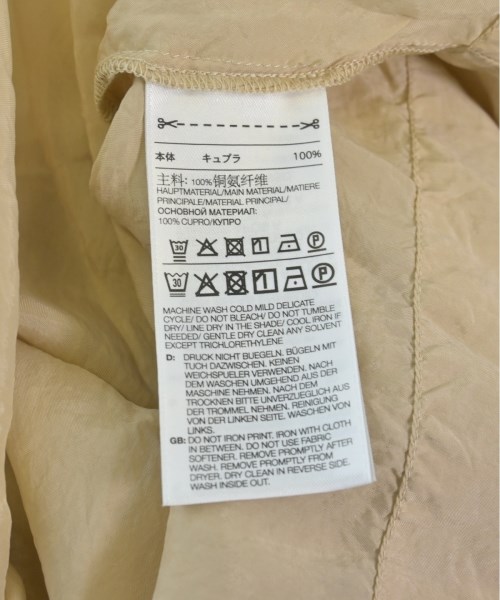 本体 キュプラ 100%
主料: 100%铜氨纤维
HAUPTMATERIAL/MAIN MATERIAL/MATIERE
PRINCIPALE/MATERIAL PRINCIPAL/
ОСНОВНОЙ МАТЕРИАЛ:
100% CUPRO/КУПРО
30 P
30 P
MACHINE WASH COLD MILD DELICATE
CYCLE/ DO NOT BLEACH/ DO NOT TUMBLE
DRY/ LINE DRY IN THE SHADE/ COOL IRON IF
NEEDED/ GENTLE DRY CLEAN ANY SOLVENT
EXCEPT TRICHLORETHYLENE
D: DRUCK NICHT BUEGELN. BÜGELN MIT
TUCH DAZWISCHEN. KEINEN
WEICHSPUELER VERWENDEN. NACH
DEM WASCHEN UMGEHEND AUS DER
MASCHINE NEHMEN. NACH DEM
TROCKNEN BITTE UNVERZUEGLICH AUS
DER TROMMEL NEHMEN. REINIGUNG
VON DER LINKEN SEITE. WASCHEN VON
LINKS.
GB: DO NOT IRON PRINT. IRON WITH CLOTH
IN BETWEEN. DO NOT USE FABRIC
SOFTENER. REMOVE PROMPTLY AFTER
WASH. REMOVE PROMPTLY FROM
DRYER. DRY CLEAN IN REVERSE SIDE.
WASH INSIDE OUT.